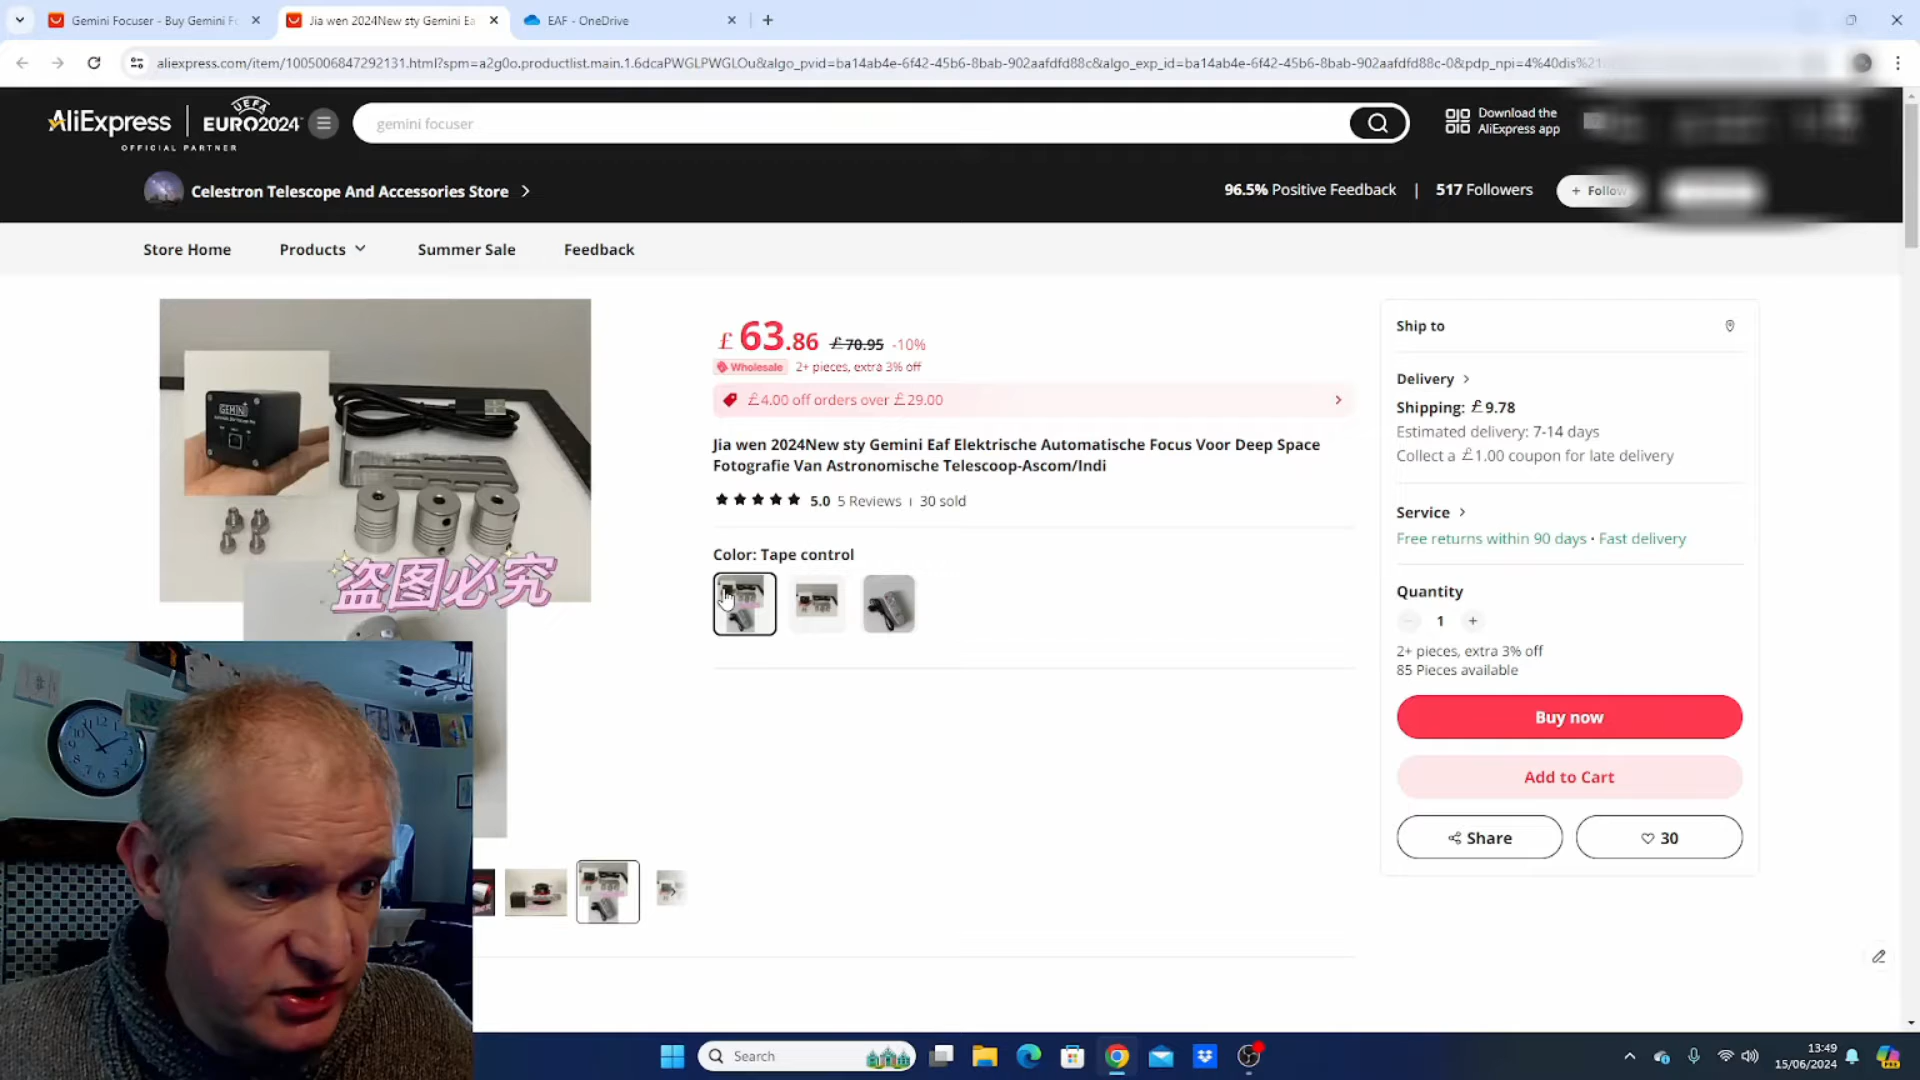 Gemini Focuser - Buy Gemini Fo
Jia wen 2024New sty Gemini Ea
EAF - OneDrive
aliexpress.com/item/1005006847292131.html?spm=a2g0o.productlist.main.1.6dcaPWGLPWGLOu&algo_pvid=ba14ab4e-6f42-45b6-8bab-902aafdfd88c&algo_exp_id=ba14ab4e-6f42-45b6-8bab-902aafdfd88c-0&pdp_npi=4%40dis%21
AliExpress
UEFA
EURO2024
OFFICIAL PARTNER
gemini focuser
Download the
AliExpress app
Celestron Telescope And Accessories Store
96.5% Positive Feedback | 517 Followers
+ Follow
Store Home
Products
Summer Sale
Feedback
GEMINI
盗图必究
£63.86 £70.95 -10%
Wholesale 2+ pieces, extra 3% off
£4.00 off orders over £29.00
Jia wen 2024New sty Gemini Eaf Elektrische Automatische Focus Voor Deep Space
Fotografie Van Astronomische Telescoop-Ascom/Indi
5.0 5 Reviews 30 sold
Color: Tape control
Ship to
Delivery
Shipping: £9.78
Estimated delivery: 7-14 days
Collect a £1.00 coupon for late delivery
Service
Free returns within 90 days · Fast delivery
Quantity
- 1 +
2+ pieces, extra 3% off
85 Pieces available
Buy now
Add to Cart
Share
30
Search
13:49
15/06/2024